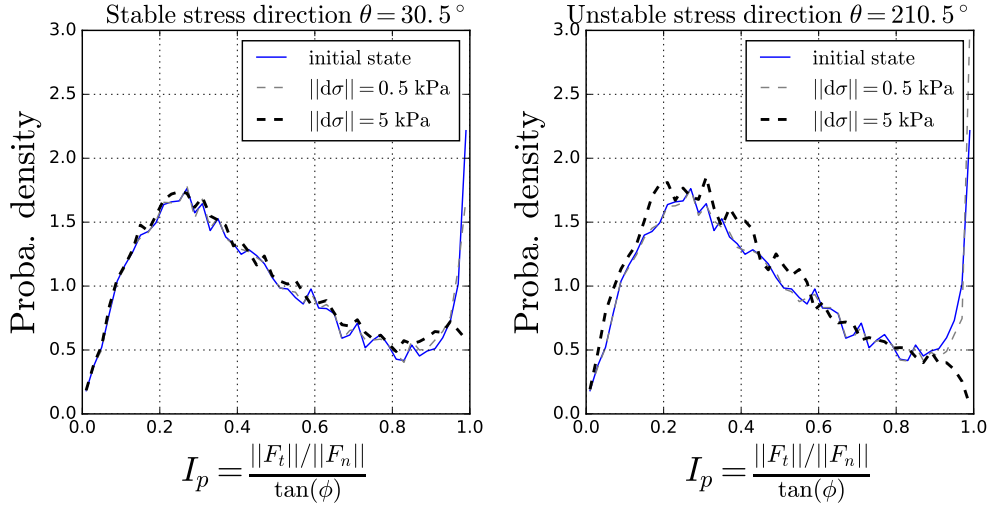 Stable stress direction θ = 30.5°
Proba. density
3.0
2.5
2.0
1.5
1.0
0.5
0.0
initial state
||dσ|| = 0.5 kPa
||dσ|| = 5 kPa
0.0 0.2 0.4 0.6 0.8 1.0
I_p = ||F_t||/||F_n|| / tan(ϕ)
Unstable stress direction θ = 210.5°
Proba. density
3.0
2.5
2.0
1.5
1.0
0.5
0.0
initial state
||dσ|| = 0.5 kPa
||dσ|| = 5 kPa
0.0 0.2 0.4 0.6 0.8 1.0
I_p = ||F_t||/||F_n|| / tan(ϕ)